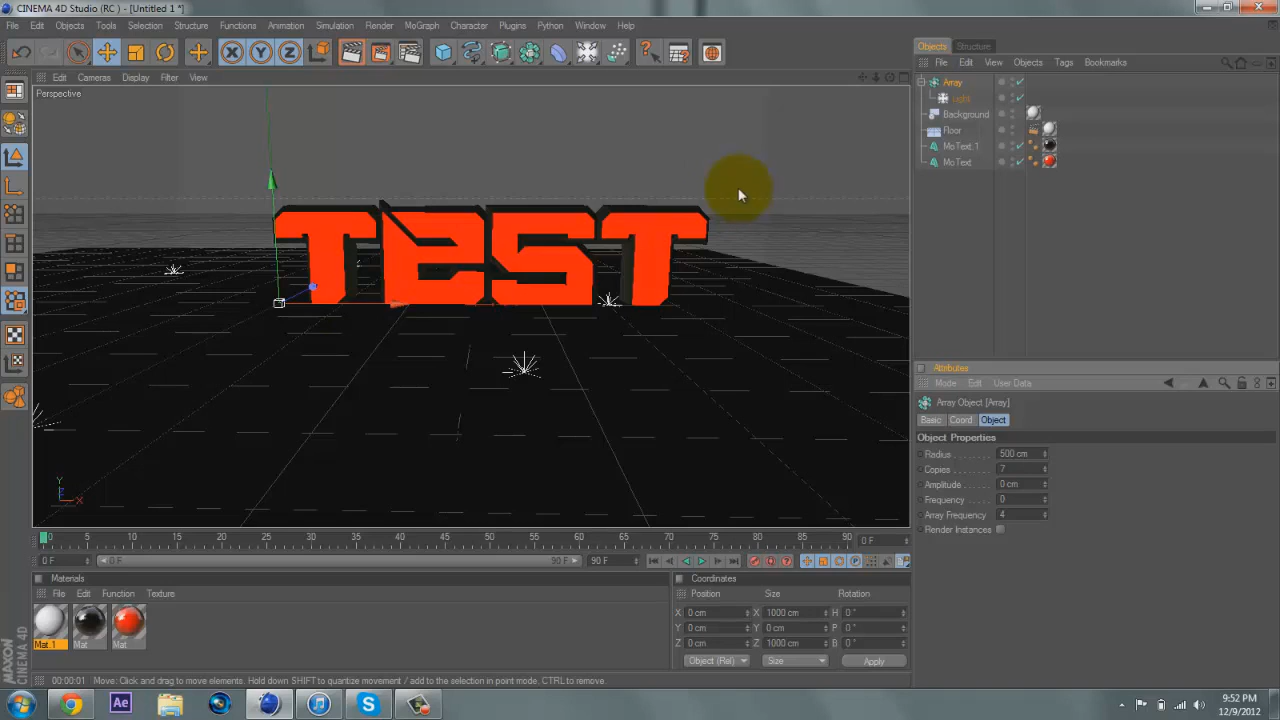 CINEMA 4D Studio (RC ) - [Untitled 1 *]
File Edit Objects Tools Selection Structure Functions Animation Simulation Render MoGraph Character Plugins Python Window Help
Edit Cameras Display Filter View
Perspective
TEST
Y
X
0 5 10 15 20 25 30 35 40 45 50 55 60 65 70 75 80 85 90 0 F
0 F 0 F 90 F 90 F
Materials
File Edit Function Texture
Mat.1 Mat Mat
MAXON
CINEMA 4D
Coordinates
Position Size Rotation
X 0 cm X 1000 cm H 0 °
Y 0 cm Y 0 cm P 0 °
Z 0 cm Z 1000 cm B 0 °
Object (Rel) Size Apply
00:00:01 Move: Click and drag to move elements. Hold down SHIFT to quantize movement / add to the selection in point mode, CTRL to remove.
Objects Structure
File Edit View Objects Tags Bookmarks
Array
Light
Background
Floor
MoText.1
MoText
Attributes
Mode Edit User Data
Array Object [Array]
Basic Coord Object
Object Properties
Radius 500 cm
Copies 7
Amplitude 0 cm
Frequency 0
Array Frequency 4
Render Instances
Ae
9:52 PM
12/9/2012